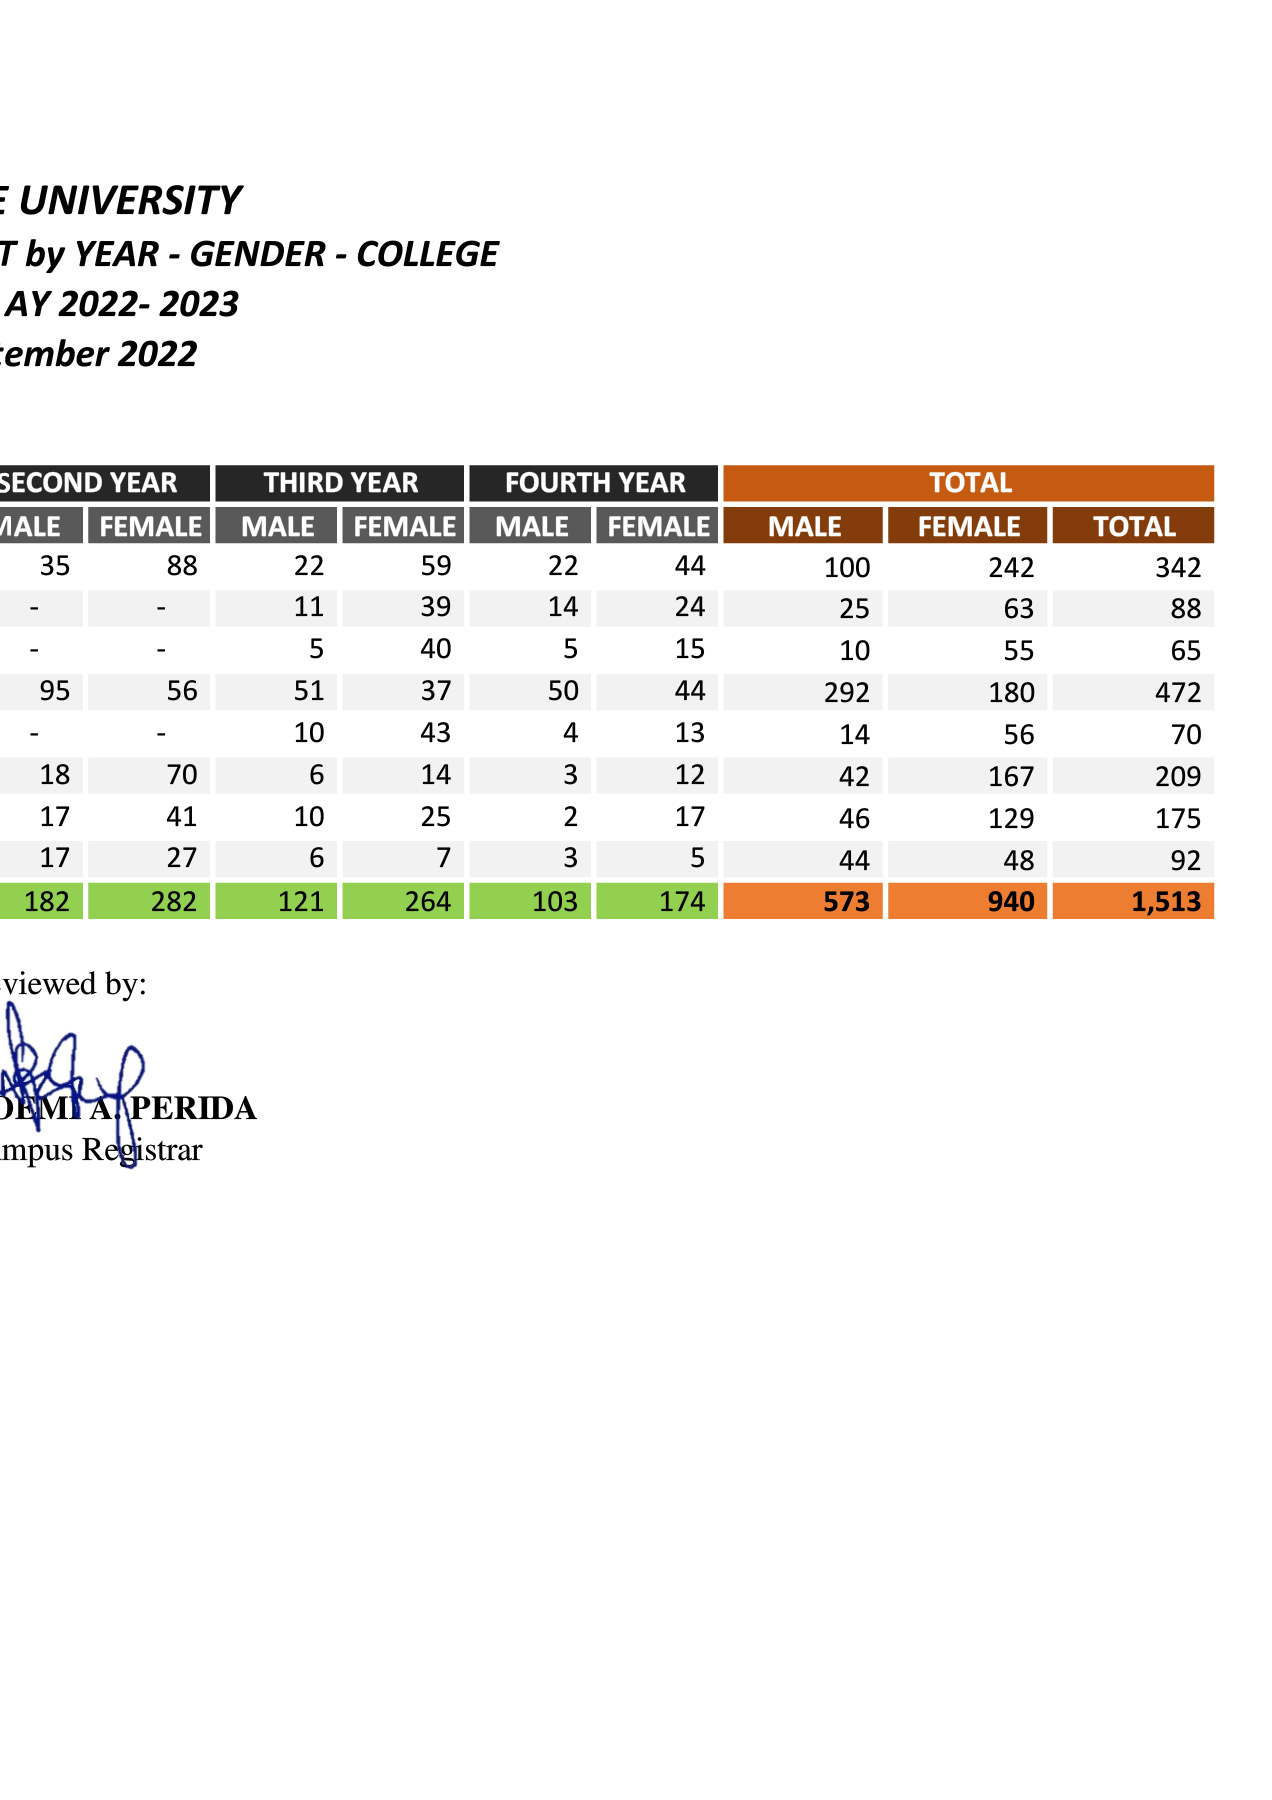 E UNIVERSITY
T by YEAR - GENDER - COLLEGE
AY 2022- 2023
tember 2022
SECOND YEAR THIRD YEAR FOURTH YEAR TOTAL
MALE FEMALE MALE FEMALE MALE FEMALE MALE FEMALE TOTAL
35 88 22 59 22 44 100 242 342
- - 11 39 14 24 25 63 88
- - 5 40 5 15 10 55 65
95 56 51 37 50 44 292 180 472
- - 10 43 4 13 14 56 70
18 70 6 14 3 12 42 167 209
17 41 10 25 2 17 46 129 175
17 27 6 7 3 5 44 48 92
182 282 121 264 103 174 573 940 1,513
viewed by:
DEMI A. PERIDA
mpus Registrar